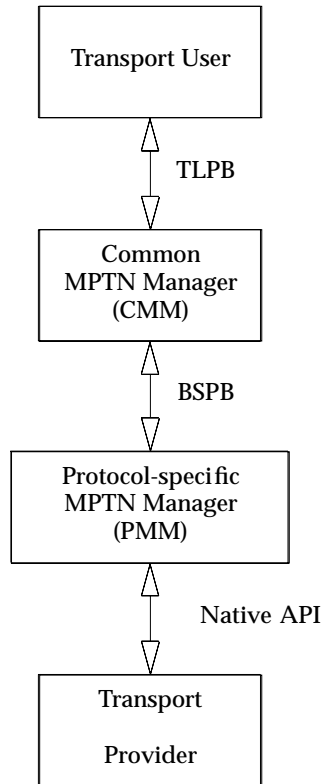 Transport User
TLPB
Common
MPTN Manager
(CMM)
BSPB
Protocol-specific
MPTN Manager
(PMM)
Native API
Transport
Provider